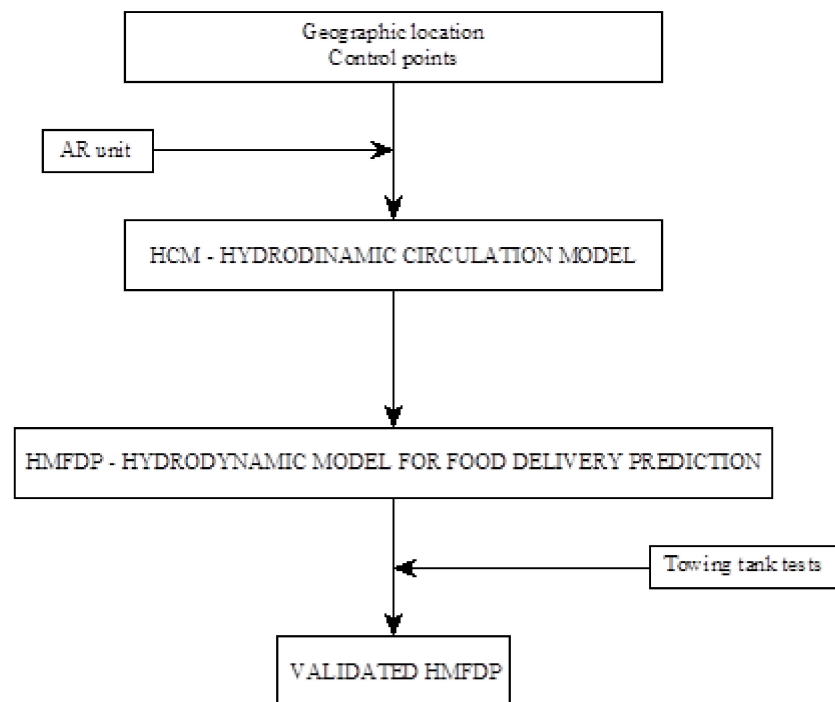 Geographic location
Control points
AR unit
HCM - HYDRODINAMIC CIRCULATION MODEL
HMFDP - HYDRODYNAMIC MODEL FOR FOOD DELIVERY PREDICTION
Towing tank tests
VALIDATED HMFDP